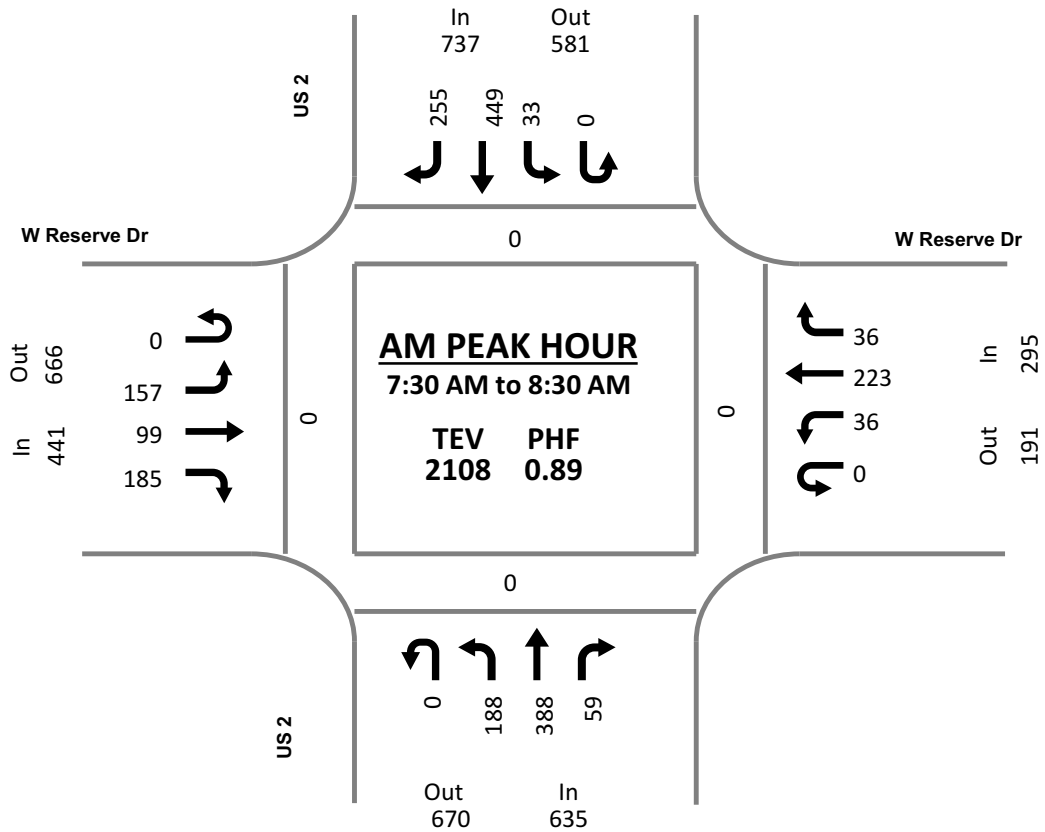 In Out
737 581
US 2
255 449 33 0
W Reserve Dr
0
W Reserve Dr
Out 666
In 441
0
157
99
185
0
AM PEAK HOUR
7:30 AM to 8:30 AM
TEV PHF
2108 0.89
0
36
223
36
0
In 295
Out 191
0
0 188 388 59
US 2
Out In
670 635